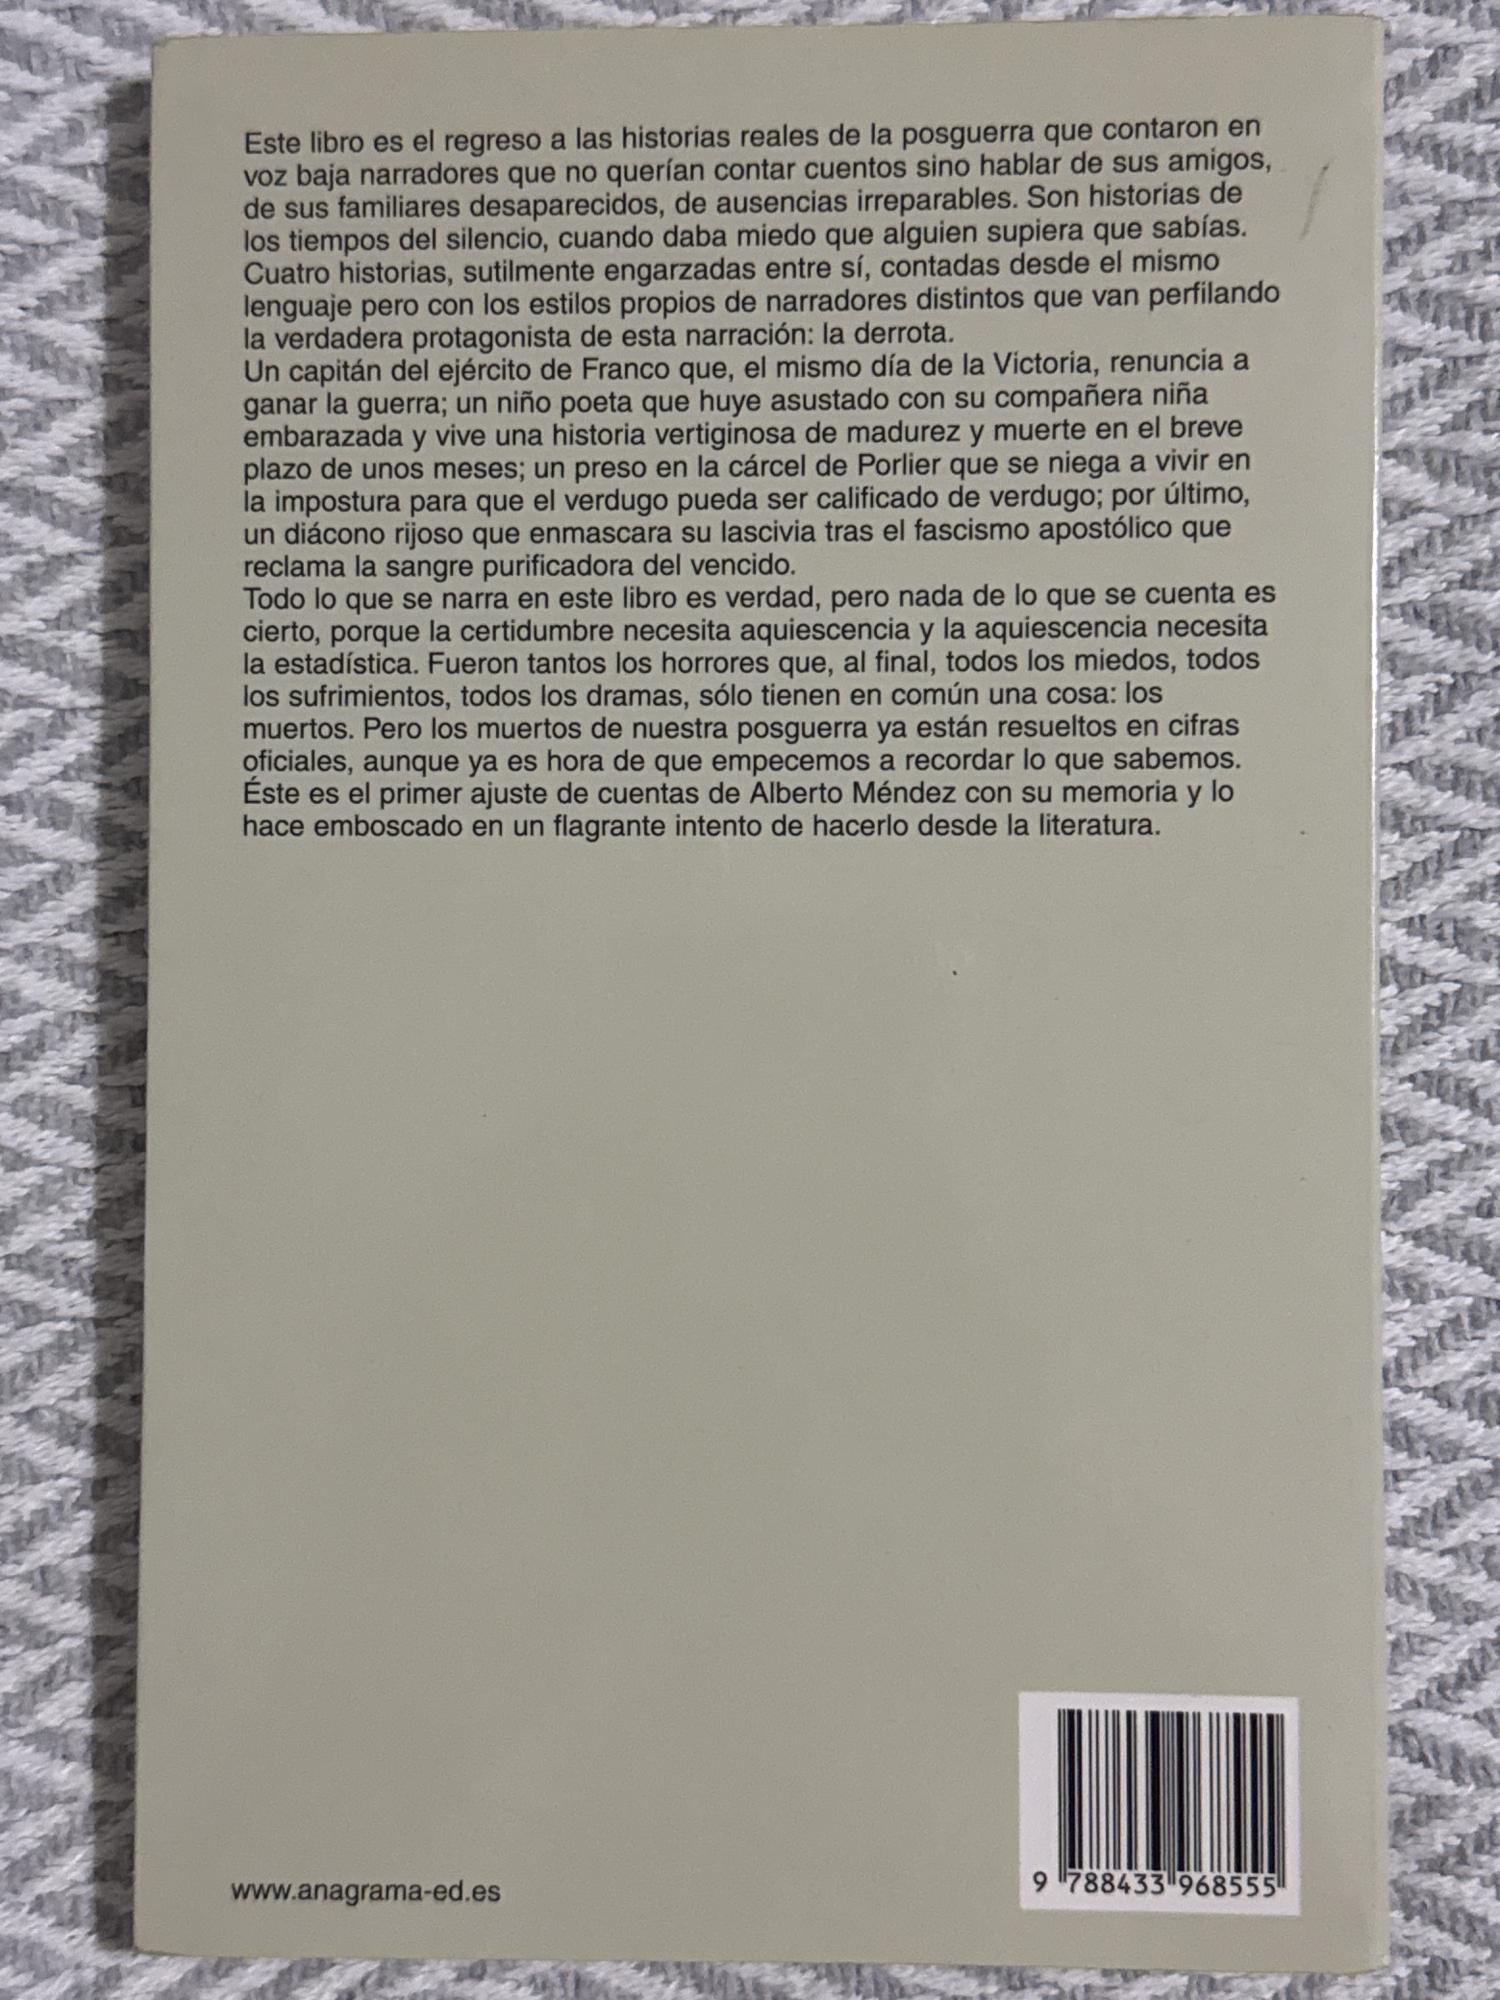 Este libro es el regreso a las historias reales de la posguerra que contaron en
voz baja narradores que no querían contar cuentos sino hablar de sus amigos,
de sus familiares desaparecidos, de ausencias irreparables. Son historias de
los tiempos del silencio, cuando daba miedo que alguien supiera que sabías.
Cuatro historias, sutilmente engarzadas entre sí, contadas desde el mismo
lenguaje pero con los estilos propios de narradores distintos que van perfilando
la verdadera protagonista de esta narración: la derrota.
Un capitán del ejército de Franco que, el mismo día de la Victoria, renuncia a
ganar la guerra; un niño poeta que huye asustado con su compañera niña
embarazada y vive una historia vertiginosa de madurez y muerte en el breve
plazo de unos meses; un preso en la cárcel de Porlier que se niega a vivir en
la impostura para que el verdugo pueda ser calificado de verdugo; por último,
un diácono rijoso que enmascara su lascivia tras el fascismo apostólico que
reclama la sangre purificadora del vencido.
Todo lo que se narra en este libro es verdad, pero nada de lo que se cuenta es
cierto, porque la certidumbre necesita aquiescencia y la aquiescencia necesita
la estadística. Fueron tantos los horrores que, al final, todos los miedos, todos
los sufrimientos, todos los dramas, sólo tienen en común una cosa: los
muertos. Pero los muertos de nuestra posguerra ya están resueltos en cifras
oficiales, aunque ya es hora de que empecemos a recordar lo que sabemos.
Éste es el primer ajuste de cuentas de Alberto Méndez con su memoria y lo
hace emboscado en un flagrante intento de hacerlo desde la literatura.
www.anagrama-ed.es
9 788433 968555